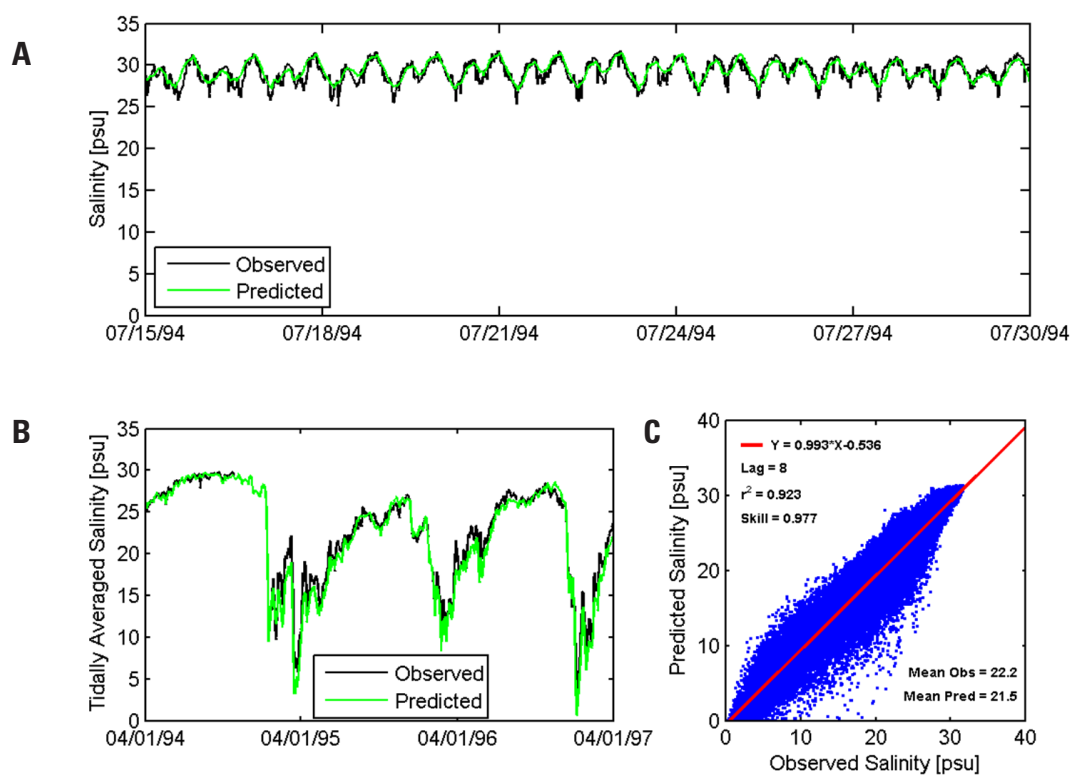 A
35
30
25
20
15
10
5
0
Salinity [psu]
Observed
Predicted
07/15/94 07/18/94 07/21/94 07/24/94 07/27/94 07/30/94
B
35
30
25
20
15
10
5
0
Tidally Averaged Salinity [psu]
Observed
Predicted
04/01/94 04/01/95 04/01/96 04/01/97
C
40
30
20
10
0
Predicted Salinity [psu]
Y = 0.993*X-0.536
Lag = 8
r² = 0.923
Skill = 0.977
Mean Obs = 22.2
Mean Pred = 21.5
0 10 20 30 40
Observed Salinity [psu]